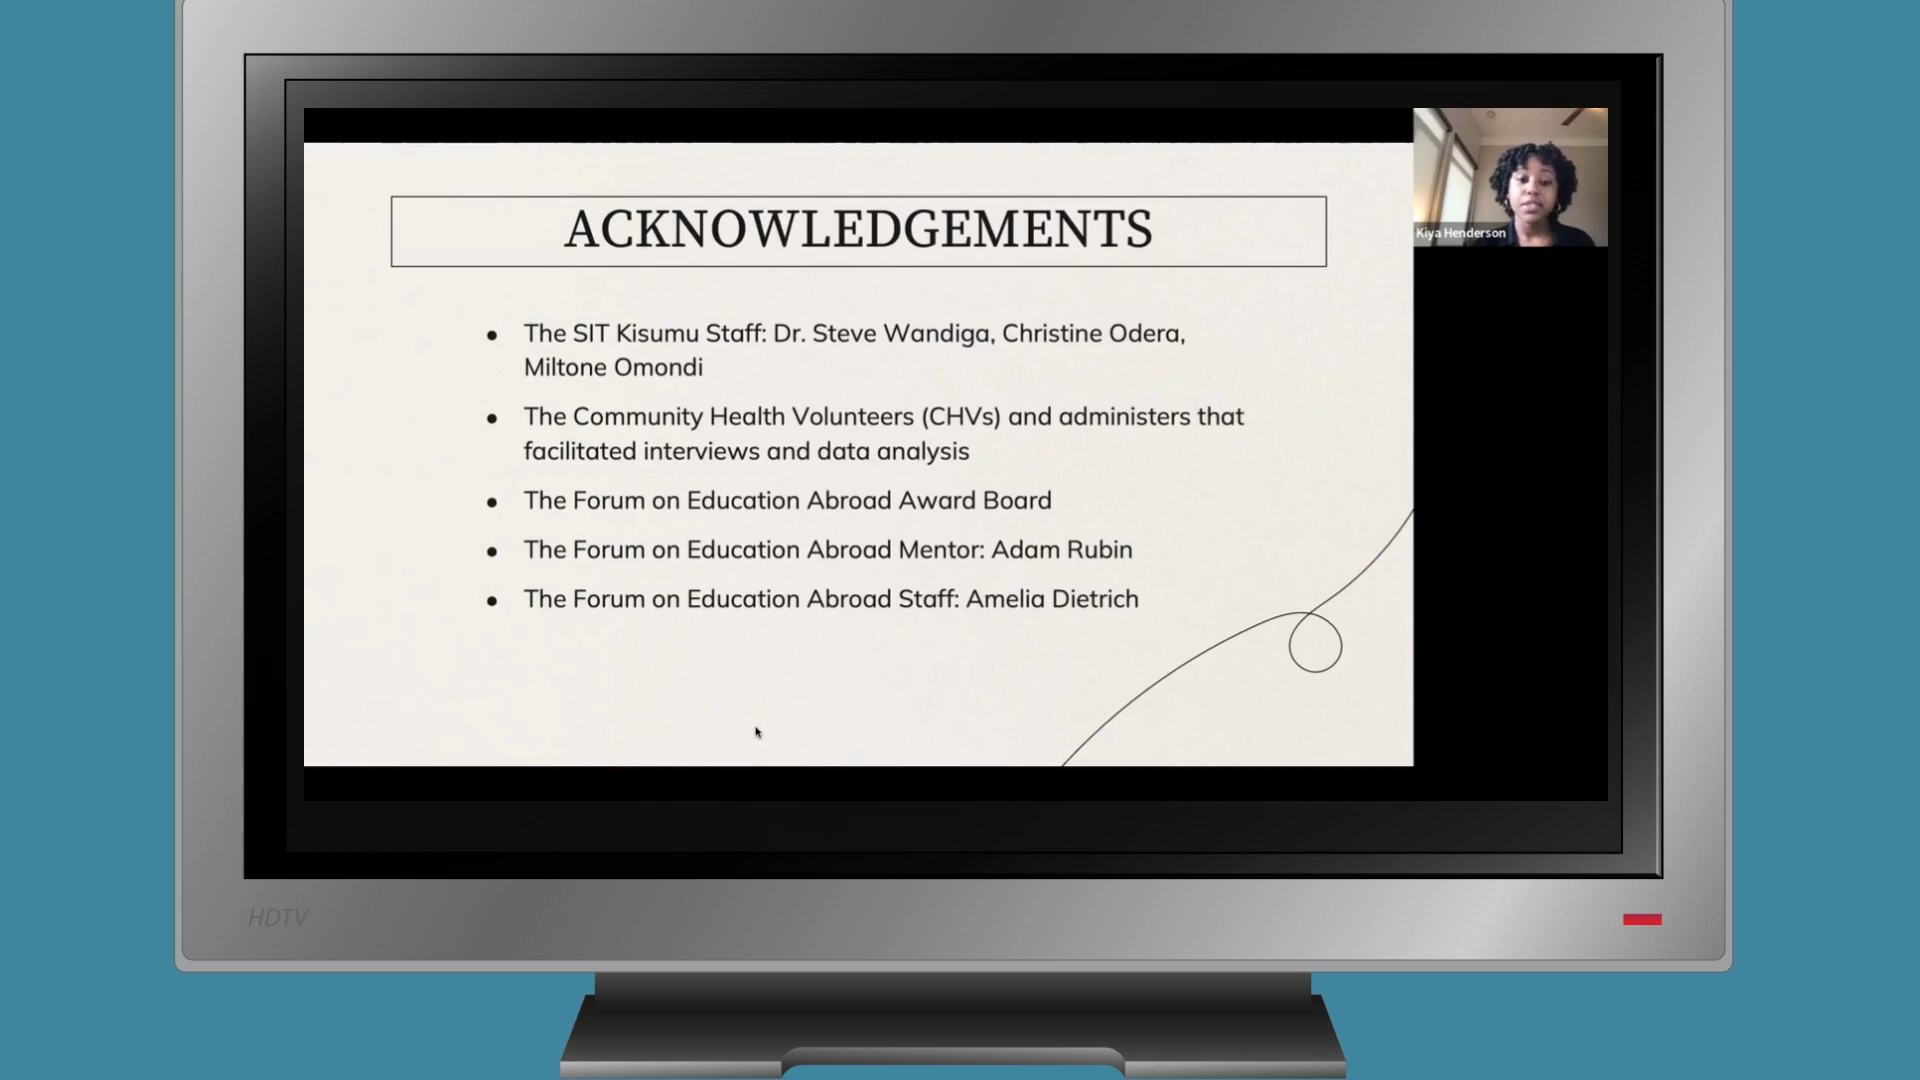 ACKNOWLEDGEMENTS
Kiya Henderson
● The SIT Kisumu Staff: Dr. Steve Wandiga, Christine Odera,
Miltone Omondi
● The Community Health Volunteers (CHVs) and administers that
facilitated interviews and data analysis
● The Forum on Education Abroad Award Board
● The Forum on Education Abroad Mentor: Adam Rubin
● The Forum on Education Abroad Staff: Amelia Dietrich
HDTV